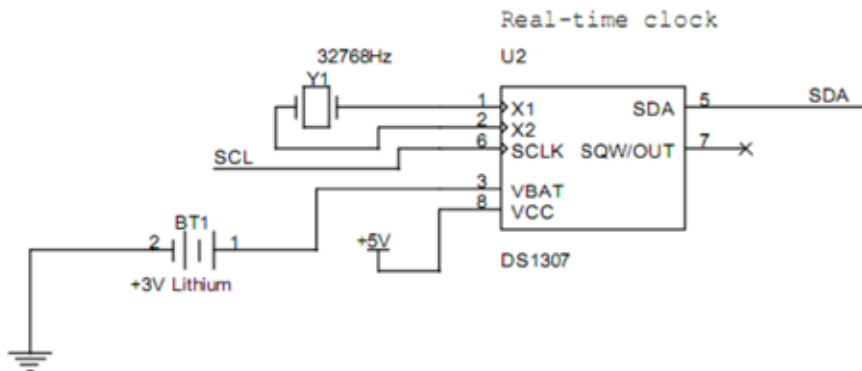 Real-time clock
U2
32768Hz
Y1
1 X1 SDA 5 SDA
2 X2
6 SCLK SQW/OUT 7
SCL
3 VBAT
8 VCC
BT1
2 1
+5V
DS1307
+3V Lithium